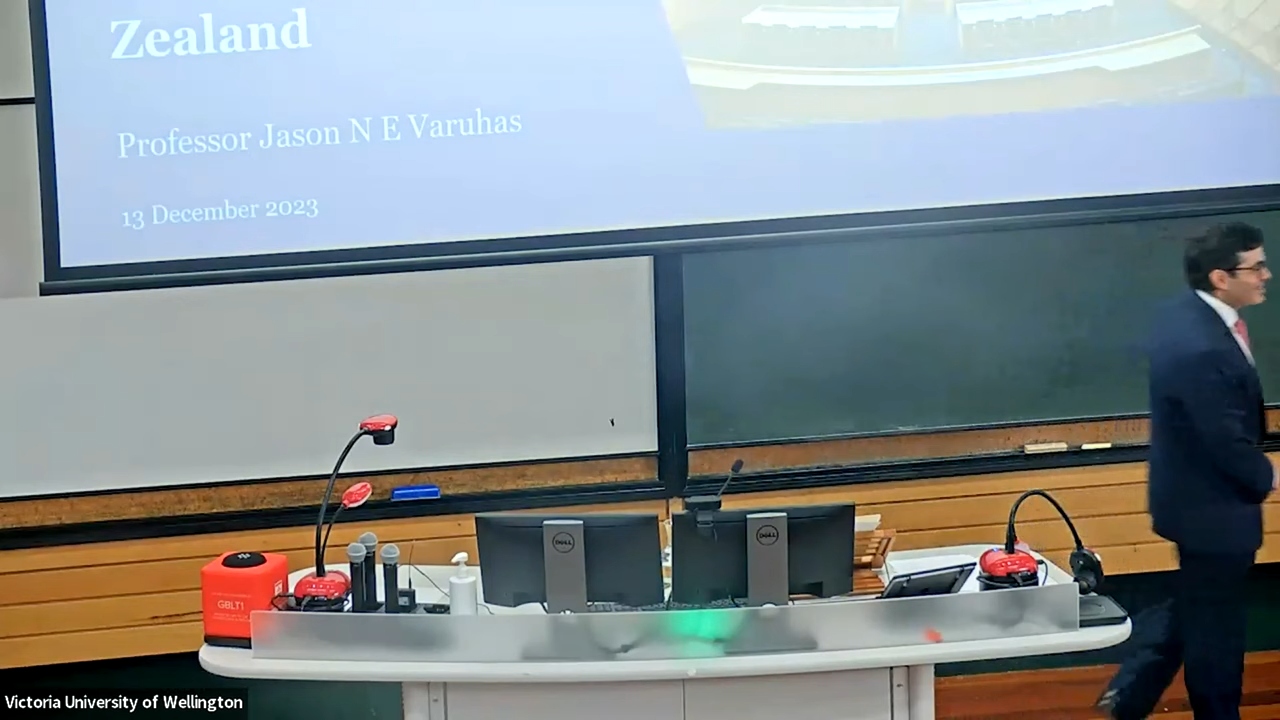 Zealand
Professor Jason N E Varuhas
13 December 2023
DELL
DELL
GBLT1
Victoria University of Wellington